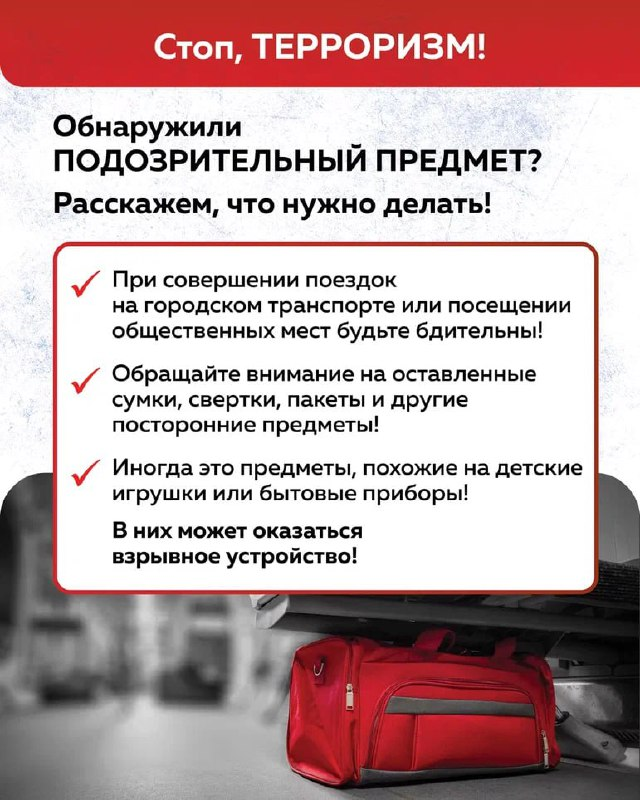 Стоп, ТЕРРОРИЗМ!
Обнаружили
ПОДОЗРИТЕЛЬНЫЙ ПРЕДМЕТ?
Расскажем, что нужно делать!
При совершении поездок
на городском транспорте или посещении
общественных мест будьте бдительны!
Обращайте внимание на оставленные
сумки, свертки, пакеты и другие
посторонние предметы!
Иногда это предметы, похожие на детские
игрушки или бытовые приборы!
В них может оказаться
взрывное устройство!